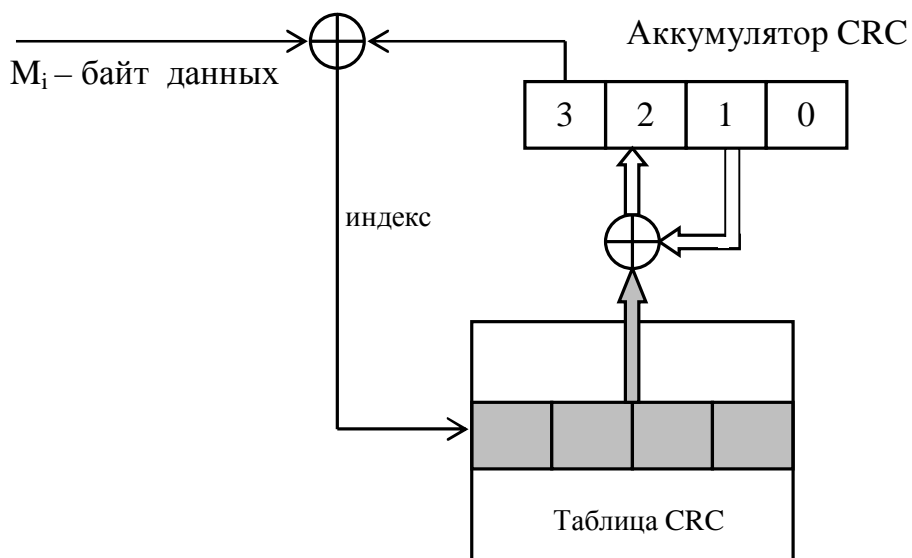 Аккумулятор CRC
Mi – байт данных
3 2 1 0
индекс
Таблица CRC